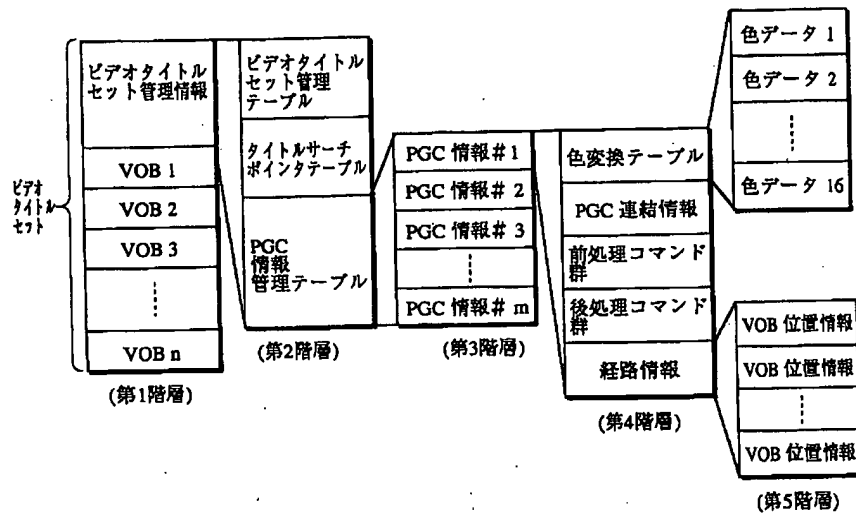 ビデオ
タイトル
セット
ビデオタイトル
セット管理情報
VOB 1
VOB 2
VOB 3
VOB n
(第1階層)
ビデオタイトル
セット管理
テーブル
タイトルサーチ
ポインタテーブル
PGC
情報
管理テーブル
(第2階層)
PGC 情報＃1
PGC 情報＃2
PGC 情報＃3
PGC 情報＃m
(第3階層)
色変換テーブル
PGC 連結情報
前処理コマンド
群
後処理コマンド
群
経路情報
(第4階層)
色データ 1
色データ 2
色データ 16
VOB 位置情報
VOB 位置情報
VOB 位置情報
(第5階層)